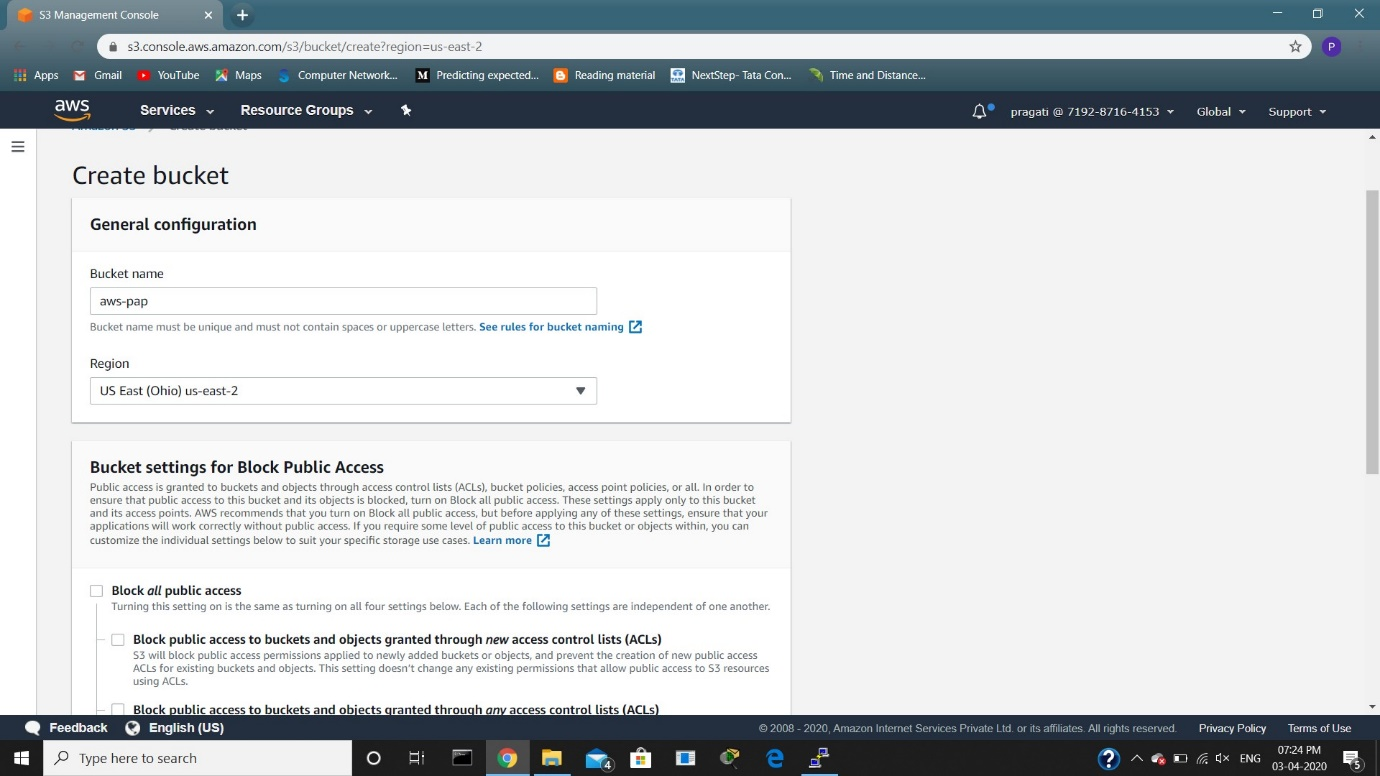 S3 Management Console
s3.console.aws.amazon.com/s3/bucket/create?region=us-east-2
P
Apps Gmail YouTube Maps Computer Network... Predicting expected... Reading material NextStep- Tata Con... Time and Distance...
aws Services Resource Groups pragati @ 7192-8716-4153 Global Support
Amazon S3 Create bucket
Create bucket
General configuration
Bucket name
aws-pap
Bucket name must be unique and must not contain spaces or uppercase letters. See rules for bucket naming
Region
US East (Ohio) us-east-2
Bucket settings for Block Public Access
Public access is granted to buckets and objects through access control lists (ACLs), bucket policies, access point policies, or all. In order to
ensure that public access to this bucket and its objects is blocked, turn on Block all public access. These settings apply only to this bucket
and its access points. AWS recommends that you turn on Block all public access, but before applying any of these settings, ensure that your
applications will work correctly without public access. If you require some level of public access to this bucket or objects within, you can
customize the individual settings below to suit your specific storage use cases. Learn more
Block all public access
Turning this setting on is the same as turning on all four settings below. Each of the following settings are independent of one another.
Block public access to buckets and objects granted through new access control lists (ACLs)
S3 will block public access permissions applied to newly added buckets or objects, and prevent the creation of new public access
ACLs for existing buckets and objects. This setting doesn't change any existing permissions that allow public access to S3 resources
using ACLs.
Block public access to buckets and objects granted through any access control lists (ACLs)
Feedback English (US) © 2008 - 2020, Amazon Internet Services Private Ltd. or its affiliates. All rights reserved. Privacy Policy Terms of Use
Type here to search 4 ENG 07:24 PM 5
03-04-2020